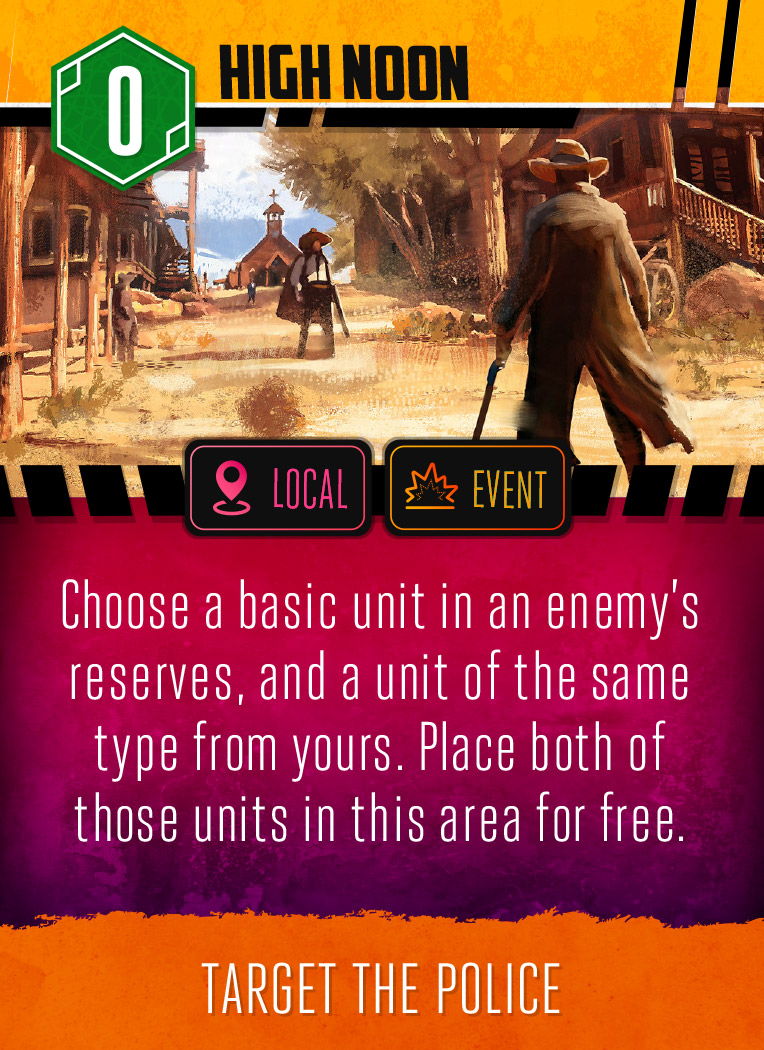 0
HIGH NOON
LOCAL
EVENT
Choose a basic unit in an enemy's
reserves, and a unit of the same
type from yours. Place both of
those units in this area for free.
TARGET THE POLICE